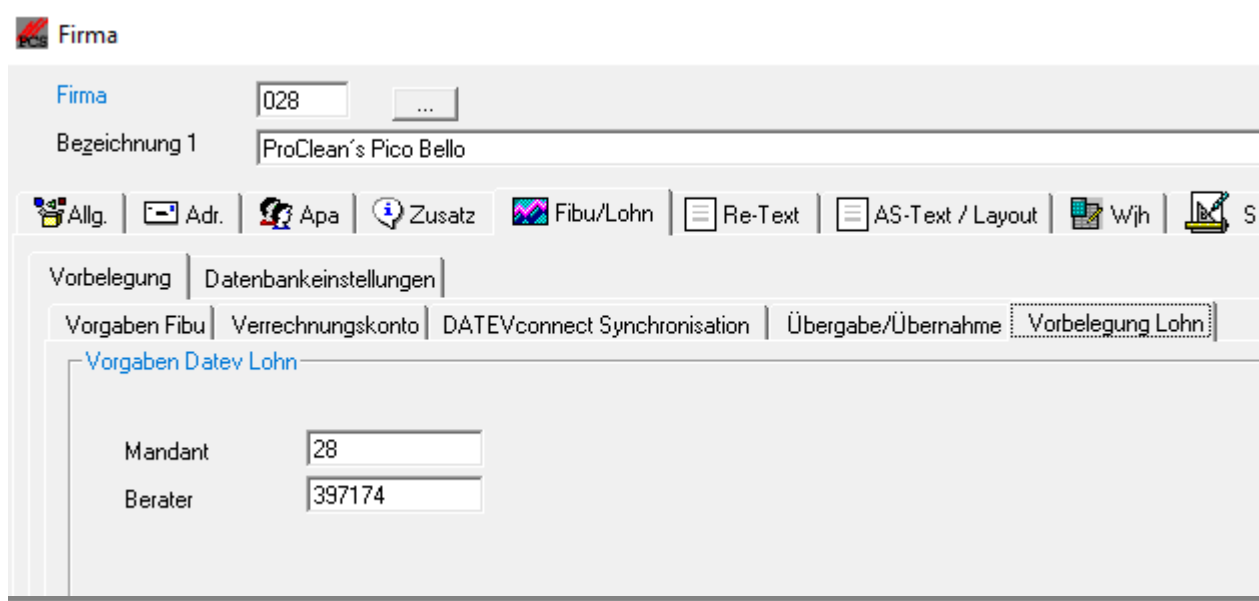 PCS Firma
Firma 028 ...
Bezeichnung 1 ProClean´s Pico Bello
Allg. Adr. Apa Zusatz Fibu/Lohn Re-Text AS-Text / Layout Wjh S
Vorbelegung Datenbankeinstellungen
Vorgaben Fibu Verrechnungskonto DATEVconnect Synchronisation Übergabe/Übernahme Vorbelegung Lohn
Vorgaben Datev Lohn
Mandant 28
Berater 397174